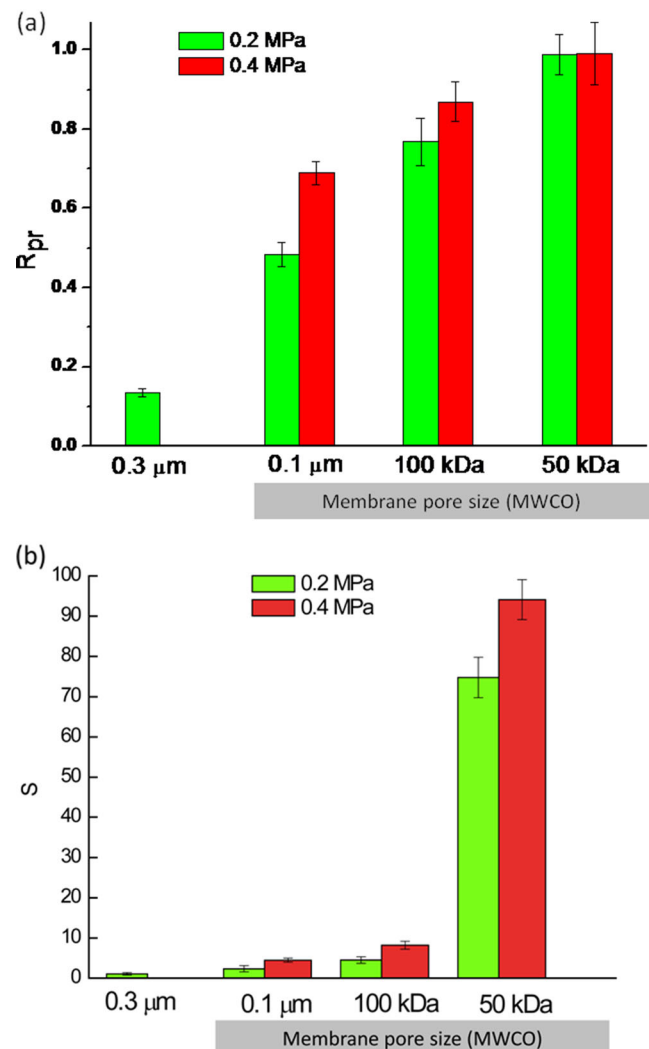 (a)
0.2 MPa
0.4 MPa
1.0
0.8
0.6
0.4
0.2
0.0
Rpr
0.3 μm 0.1 μm 100 kDa 50 kDa
Membrane pore size (MWCO)
(b)
0.2 MPa
0.4 MPa
100
90
80
70
60
50
40
30
20
10
0
S
0.3 μm 0.1 μm 100 kDa 50 kDa
Membrane pore size (MWCO)